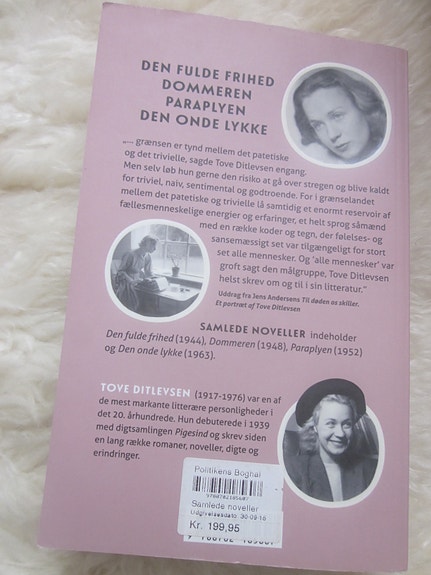 DEN FULDE FRIHED
DOMMEREN
PARAPLYEN
DEN ONDE LYKKE
„... grænsen er tynd mellem det patetiske
og det trivielle, sagde Tove Ditlevsen engang.
Men selv løb hun gerne den risiko at gå over stregen og blive kaldt
for triviel, naiv, sentimental og godtroende. For i grænselandet
mellem det patetiske og trivielle lå samtidig et enormt reservoir af
fællesmenneskelige energier og erfaringer, et helt sprog såmænd
med en række koder og tegn, der følelses- og
sansemæssigt set var tilgængeligt for stort
set alle mennesker. Og 'alle mennesker' var
groft sagt den målgruppe, Tove Ditlevsen
helst skrev om og til i sin litteratur."
Uddrag fra Jens Andersens Til døden os skiller.
Et portræt af Tove Ditlevsen
SAMLEDE NOVELLER indeholder
Den fulde frihed (1944), Dommeren (1948), Paraplyen (1952)
og Den onde lykke (1963).
TOVE DITLEVSEN (1917-1976) var en af
de mest markante litterære personligheder i
det 20. århundrede. Hun debuterede i 1939
med digtsamlingen Pigesind og skrev siden
en lang række romaner, noveller, digte og
erindringer.
Politikens Boghal
Samlede noveller
Udgivelsesdato: 30-09-16
Kr. 199,95